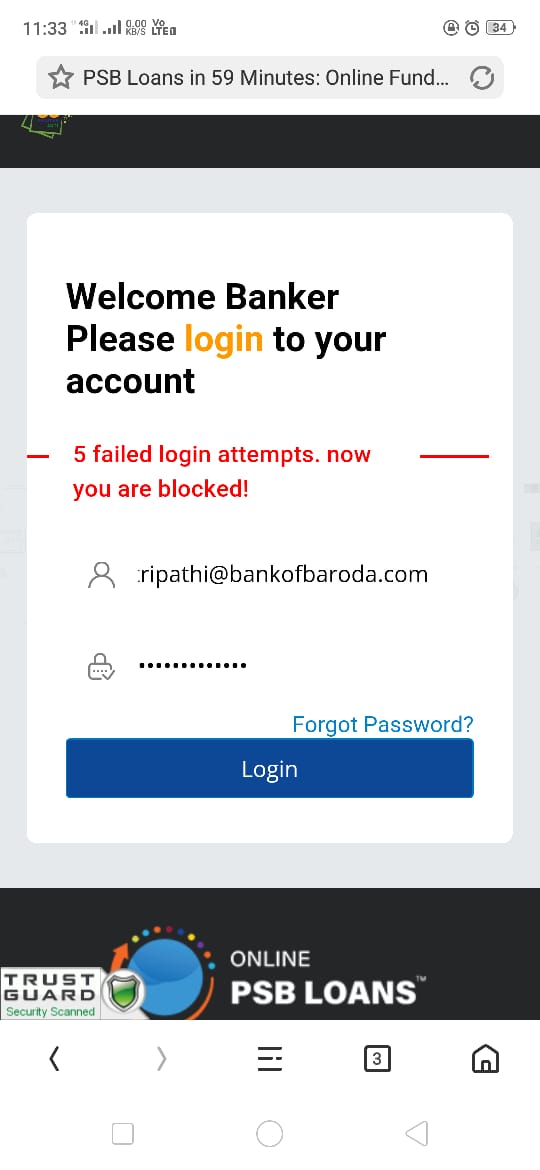 11:33 4G 0.00 KB/S Vo LTE 34
PSB Loans in 59 Minutes: Online Fund...
Welcome Banker
Please login to your
account
5 failed login attempts. now
you are blocked!
ripathi@bankofbaroda.com
•••••••••••••
Forgot Password?
Login
ONLINE
PSB LOANS™
TRUST
GUARD
Security Scanned
3